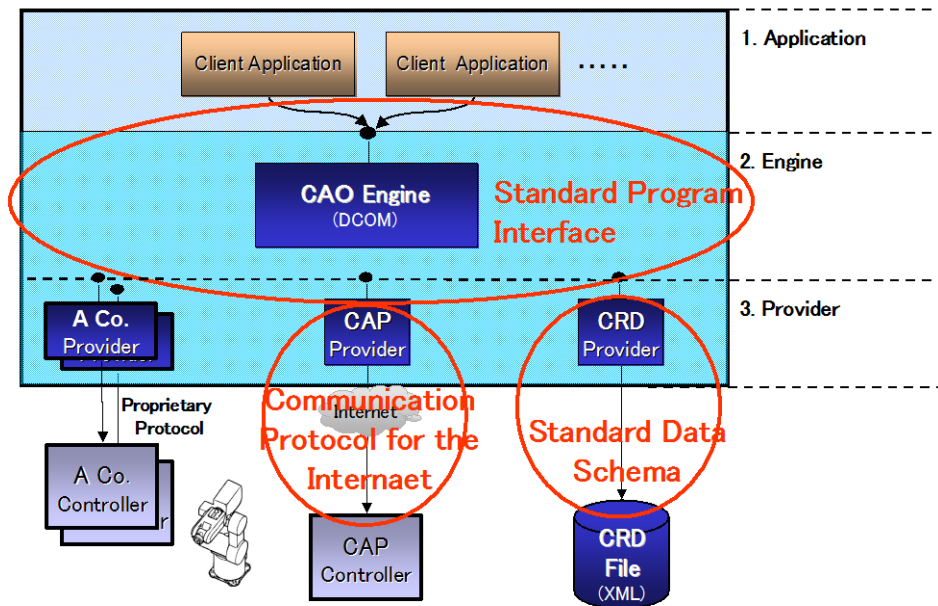 1. Application
Client Application
Client Application
.....
2. Engine
CAO Engine
(DCOM)
Standard Program
Interface
3. Provider
A Co.
Provider
CAP
Provider
CRD
Provider
Proprietary
Protocol
Internet
Communication
Protocol for the
Internaet
Standard Data
Schema
A Co.
Controller
CAP
Controller
CRD
File
(XML)